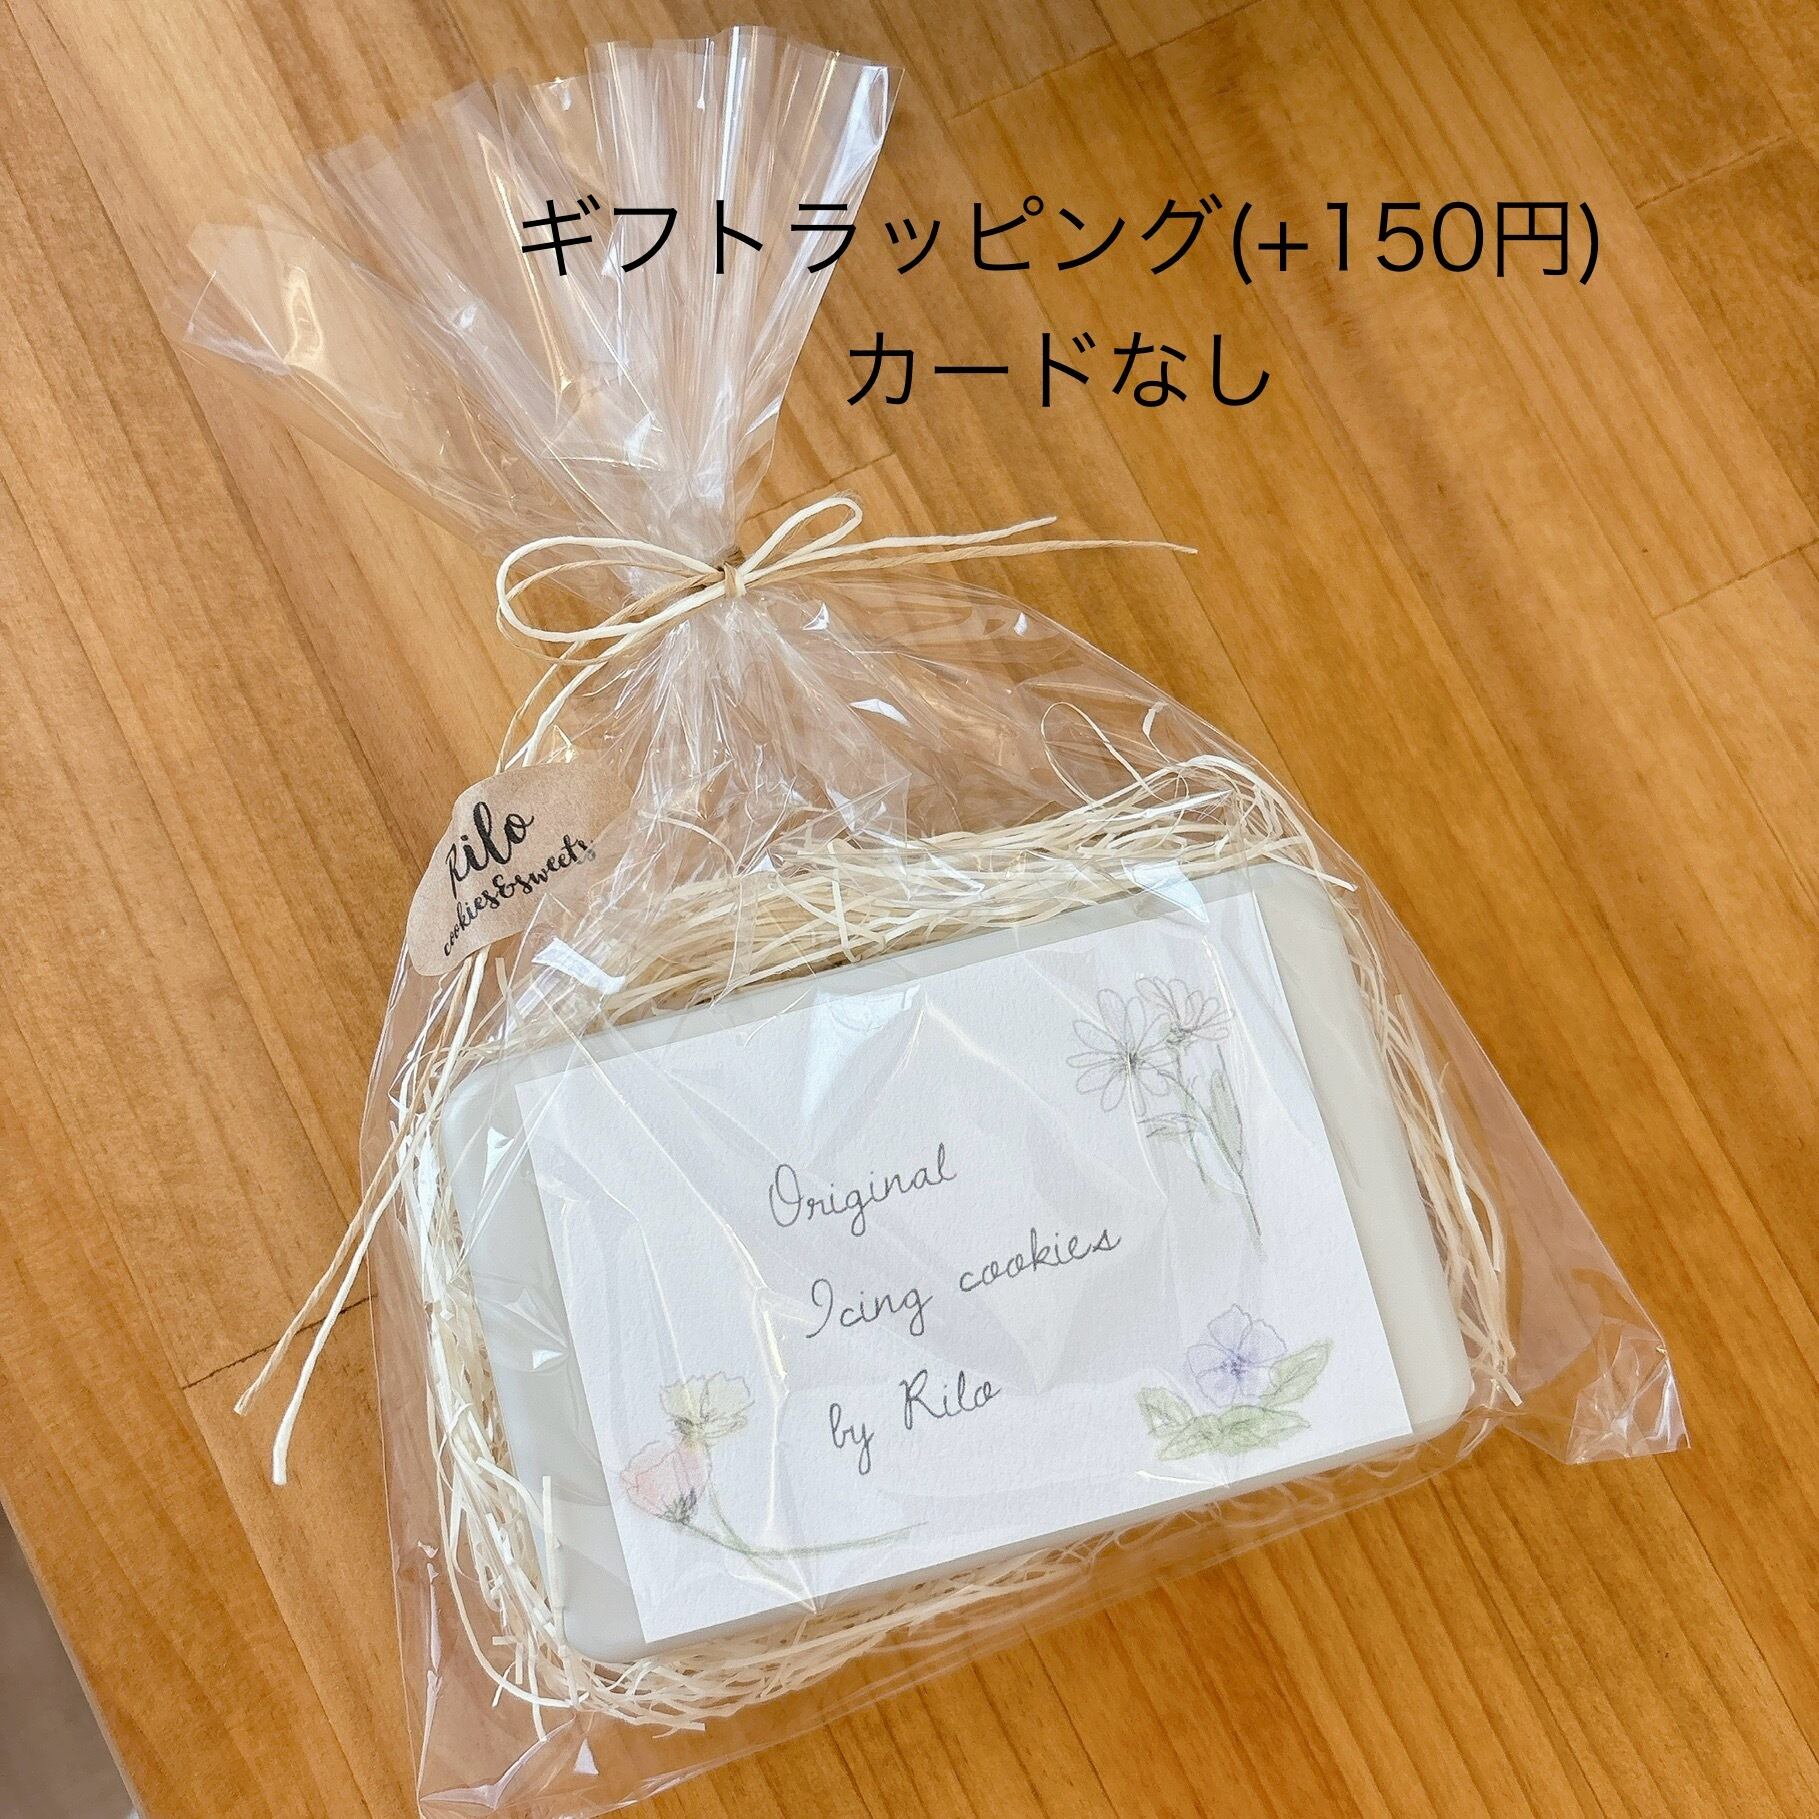 ギフトラッピング(+150円)
カードなし
Rilo
cookies&sweets
Original
Icing cookies
by Rilo